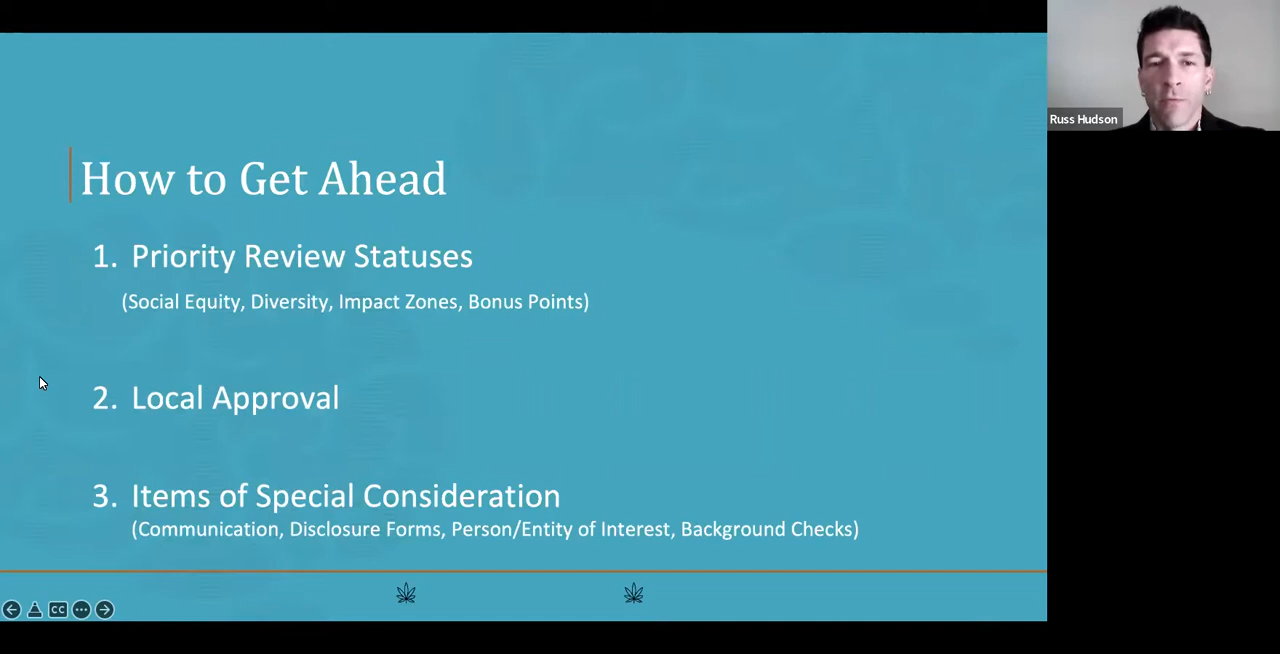 How to Get Ahead
1. Priority Review Statuses
(Social Equity, Diversity, Impact Zones, Bonus Points)
2. Local Approval
3. Items of Special Consideration
(Communication, Disclosure Forms, Person/Entity of Interest, Background Checks)
CC
Russ Hudson